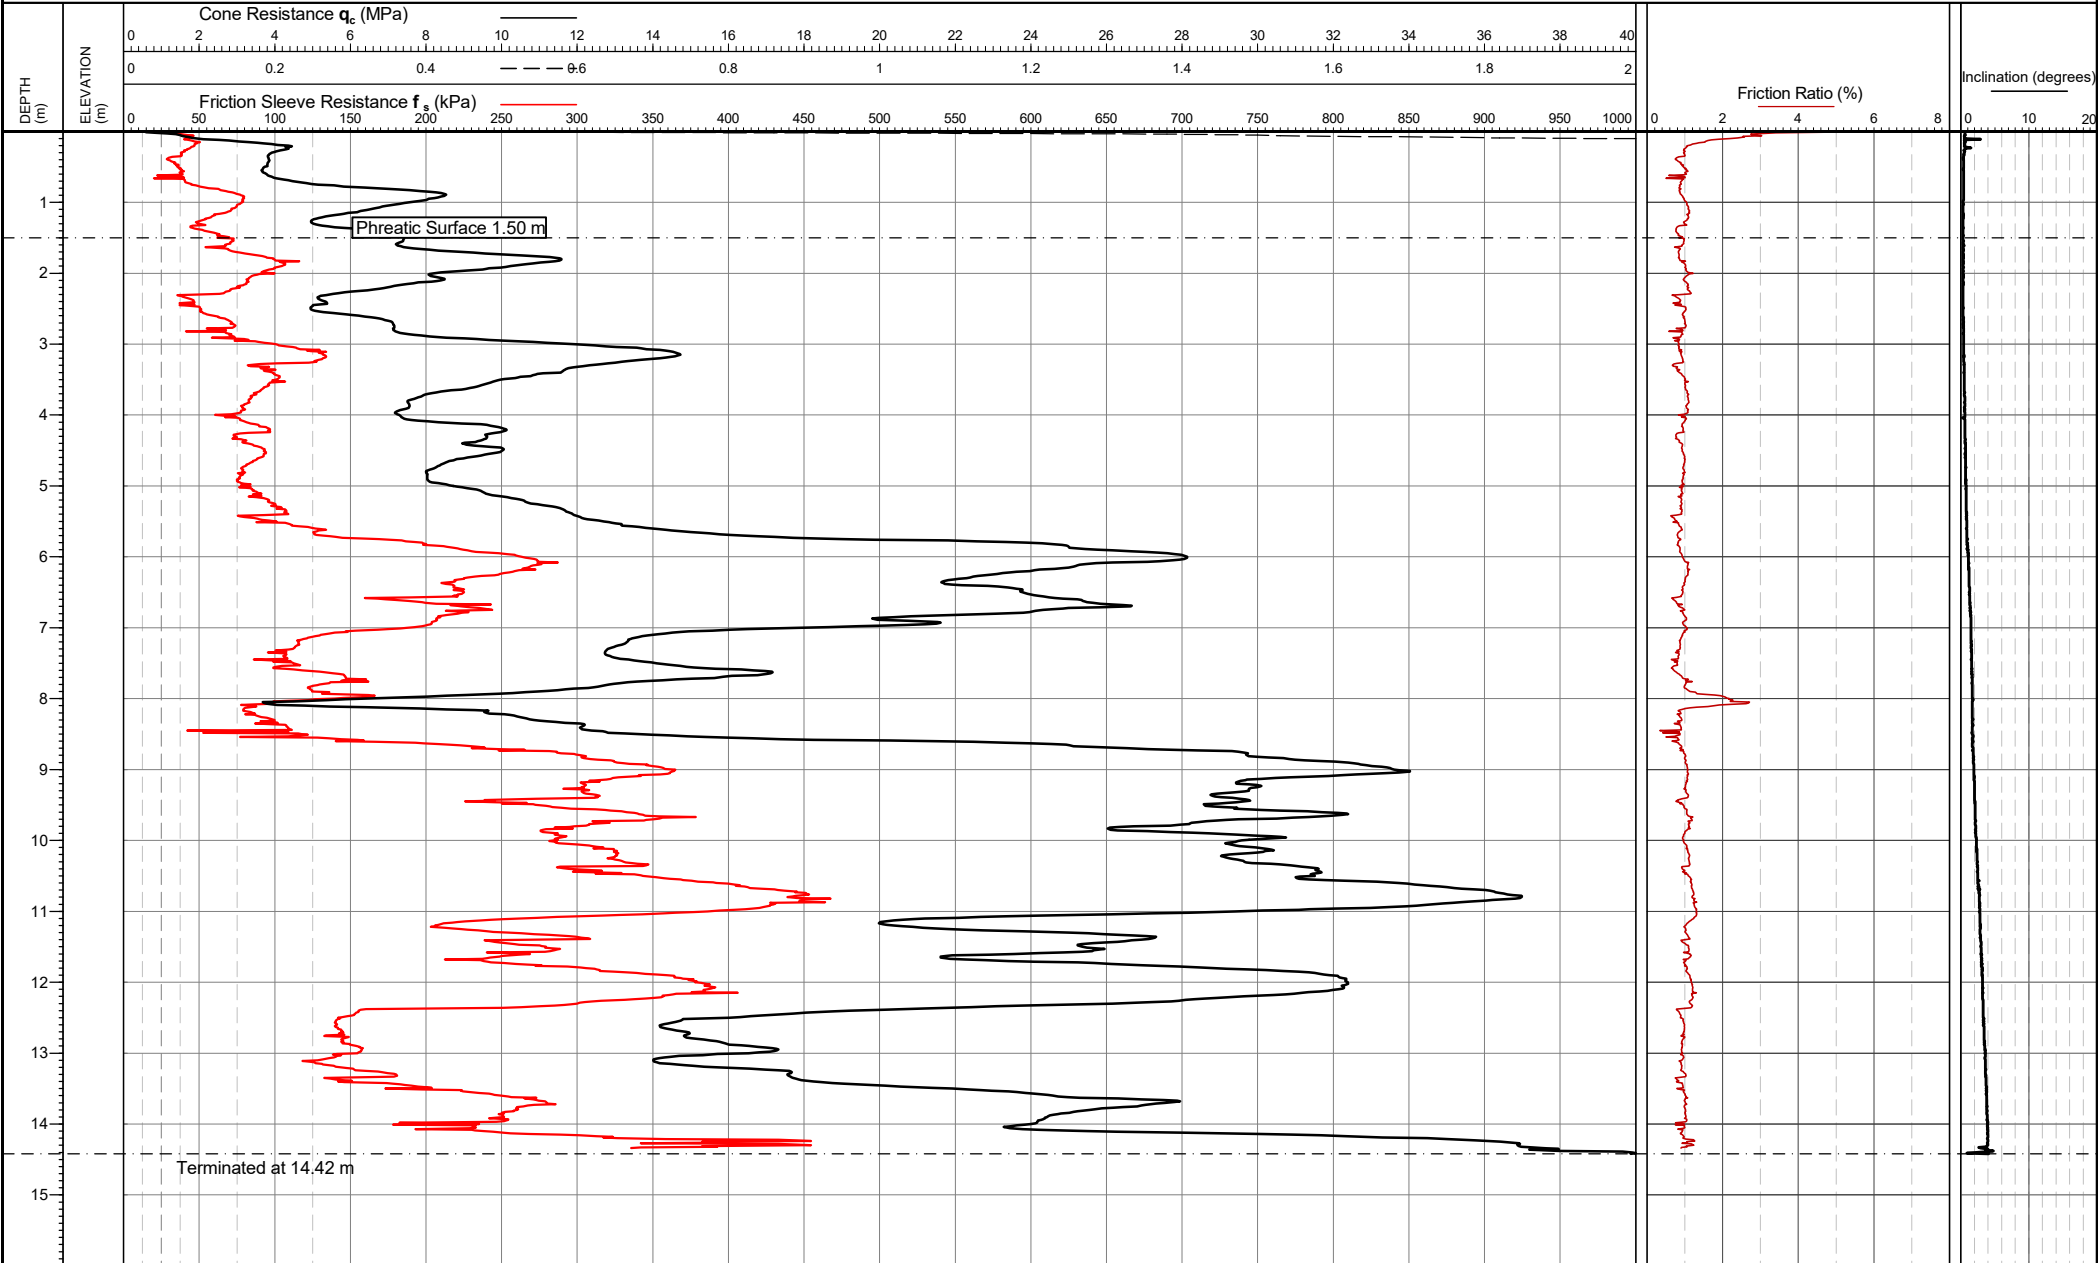 Cone Resistance qc (MPa)
0 2 4 6 8 10 12 14 16 18 20 22 24 26 28 30 32 34 36 38 40
0 0.2 0.4 0.6 0.8 1 1.2 1.4 1.6 1.8 2
DEPTH (m)
ELEVATION (m)
Friction Sleeve Resistance fs (kPa)
0 50 100 150 200 250 300 350 400 450 500 550 600 650 700 750 800 850 900 950 1000
Friction Ratio (%)
0 2 4 6 8
Inclination (degrees)
0 10 20
1
Phreatic Surface 1.50 m
2
3
4
5
6
7
8
9
10
11
12
13
14
Terminated at 14.42 m
15